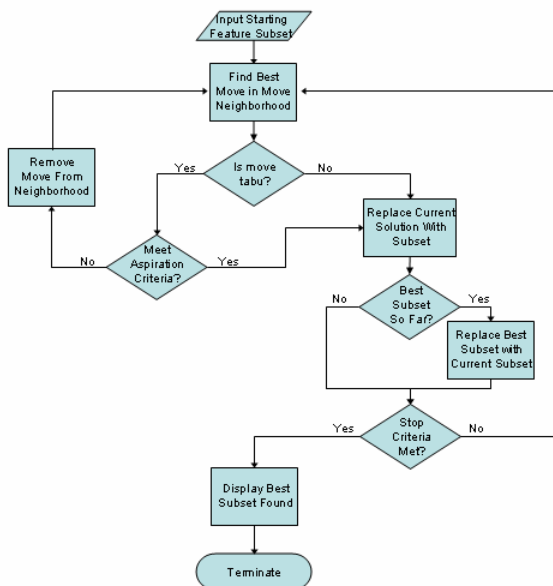 Input Starting
Feature Subset
Find Best
Move in Move
Neighborhood
Remove
Move From
Neighborhood
Yes
Is move
tabu?
No
Replace Current
Solution With
Subset
No
Meet
Aspiration
Criteria?
Yes
No
Best
Subset
So Far?
Yes
Replace Best
Subset with
Current Subset
Yes
Stop
Criteria
Met?
No
Display Best
Subset Found
Terminate